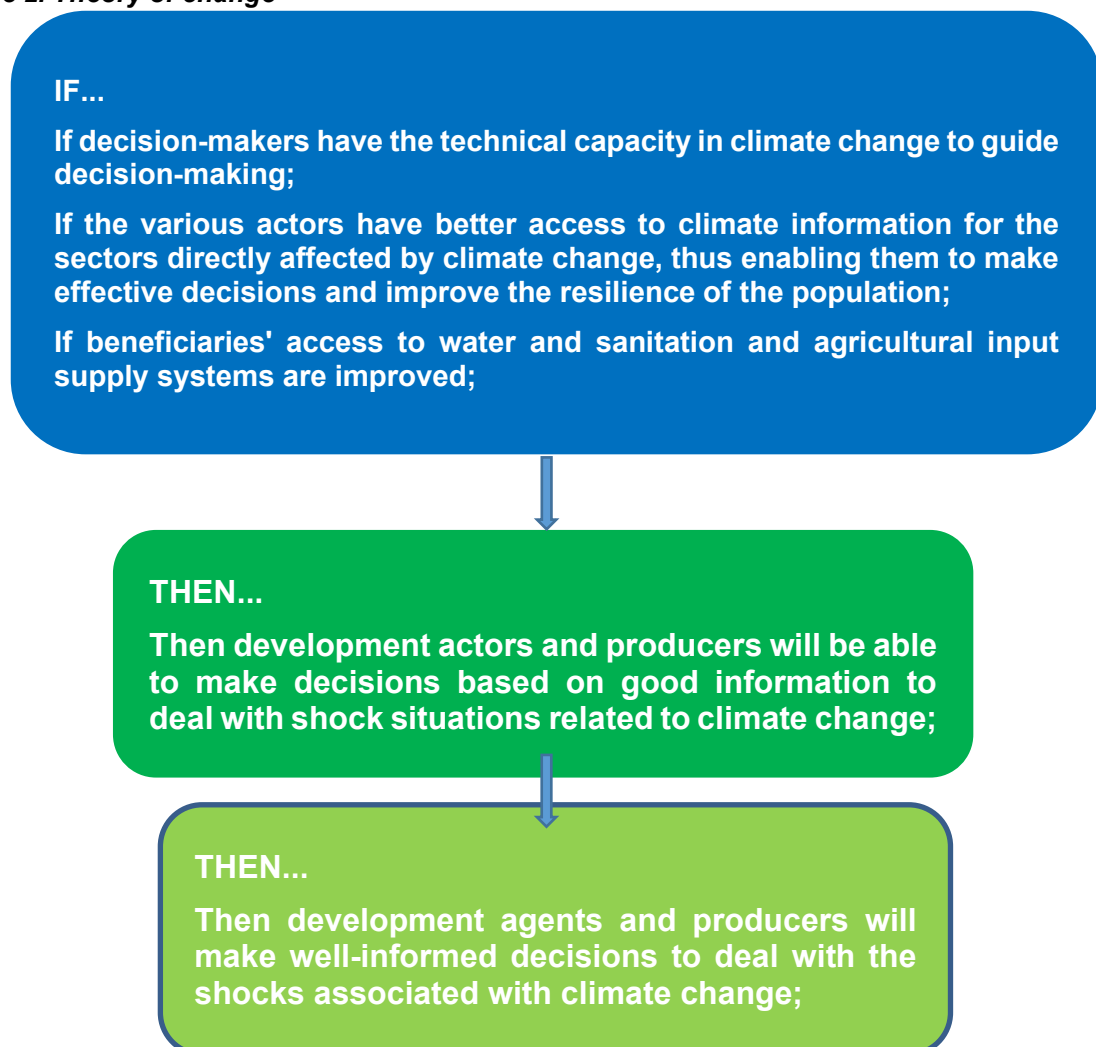 2. Theory of change
IF...
If decision-makers have the technical capacity in climate change to guide
decision-making;
If the various actors have better access to climate information for the
sectors directly affected by climate change, thus enabling them to make
effective decisions and improve the resilience of the population;
If beneficiaries' access to water and sanitation and agricultural input
supply systems are improved;
THEN...
Then development actors and producers will be able
to make decisions based on good information to
deal with shock situations related to climate change;
THEN...
Then development agents and producers will
make well-informed decisions to deal with the
shocks associated with climate change;